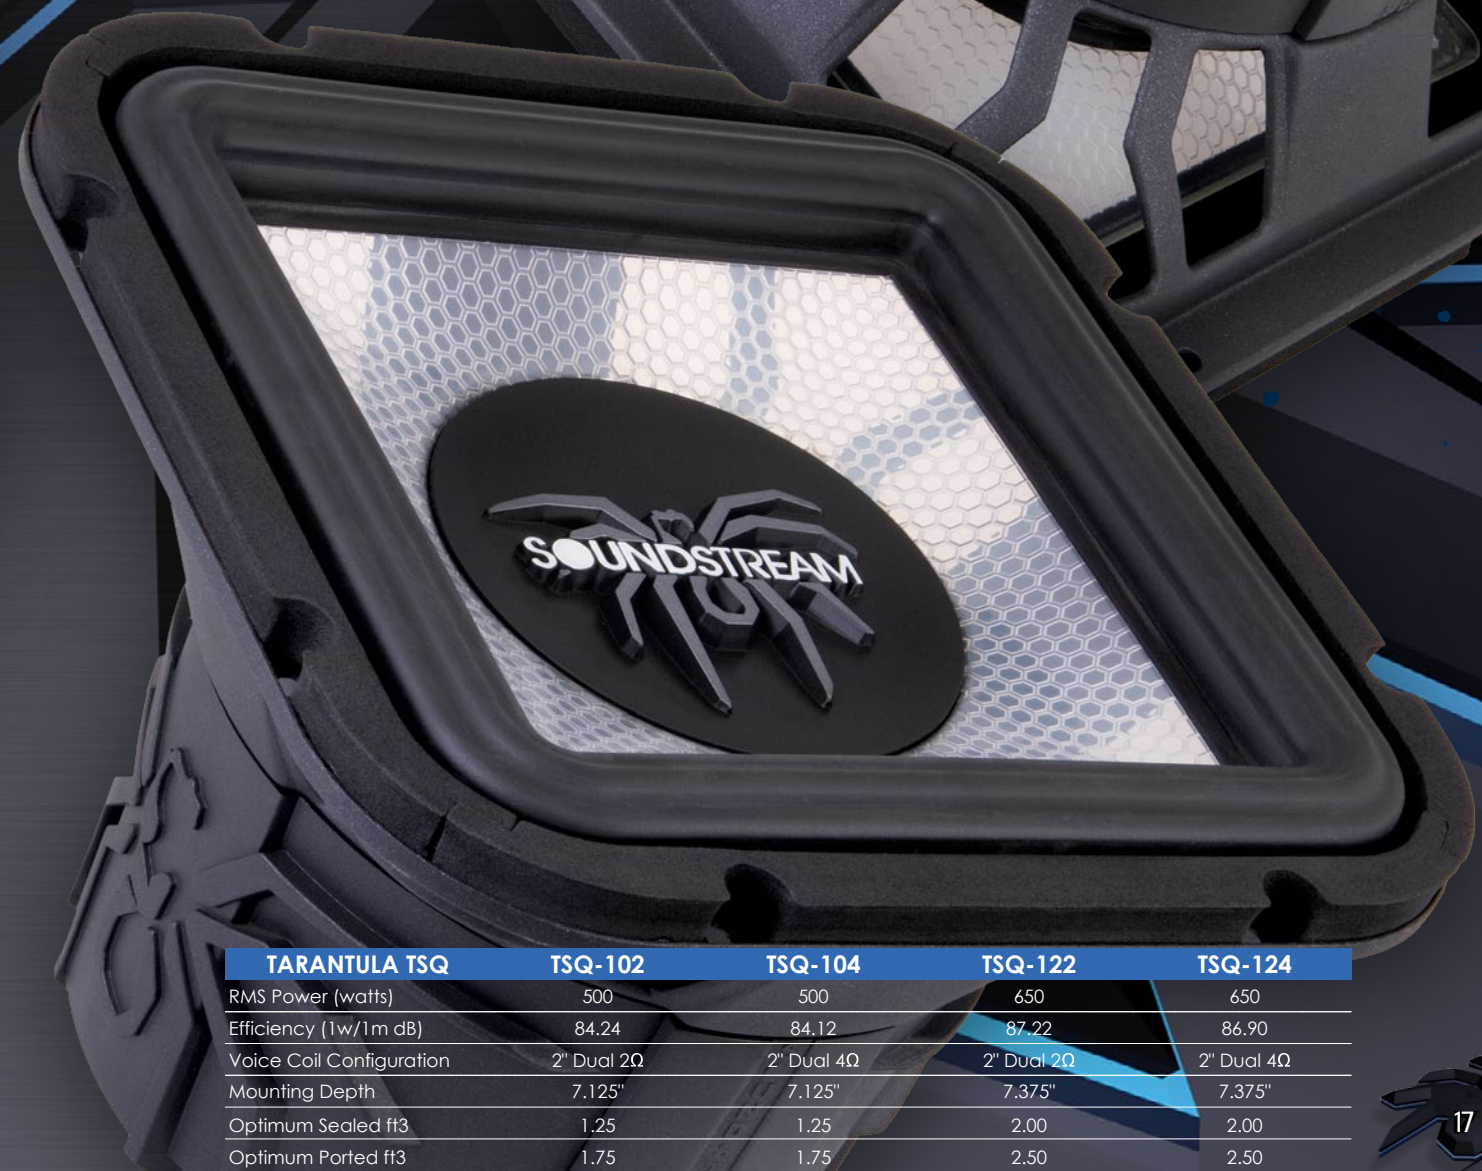 SOUNDSTREAM
TARANTULA TSQ TSQ-102 TSQ-104 TSQ-122 TSQ-124
RMS Power (watts) 500 500 650 650
Efficiency (1w/1m dB) 84.24 84.12 87.22 86.90
Voice Coil Configuration 2" Dual 2Ω 2" Dual 4Ω 2" Dual 2Ω 2" Dual 4Ω
Mounting Depth 7.125" 7.125" 7.375" 7.375"
Optimum Sealed ft3 1.25 1.25 2.00 2.00
17
Optimum Ported ft3 1.75 1.75 2.50 2.50